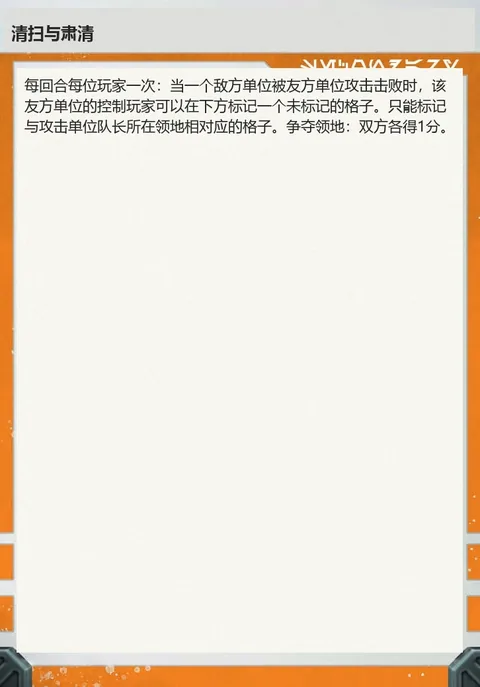 清扫与肃清
每回合每位玩家一次：当一个敌方单位被友方单位攻击击败时，该
友方单位的控制玩家可以在下方标记一个未标记的格子。只能标记
与攻击单位队长所在领地相对应的格子。争夺领地：双方各得1分。